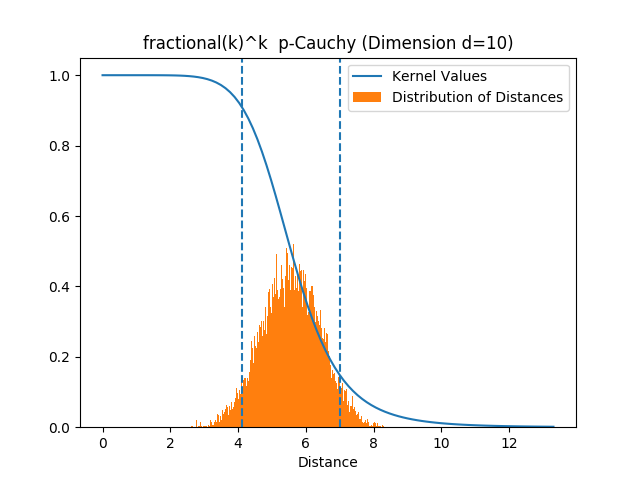 fractional(k)^k  p-Cauchy (Dimension d=10)
Kernel Values
Distribution of Distances
1.0
0.8
0.6
0.4
0.2
0.0
0 2 4 6 8 10 12
Distance